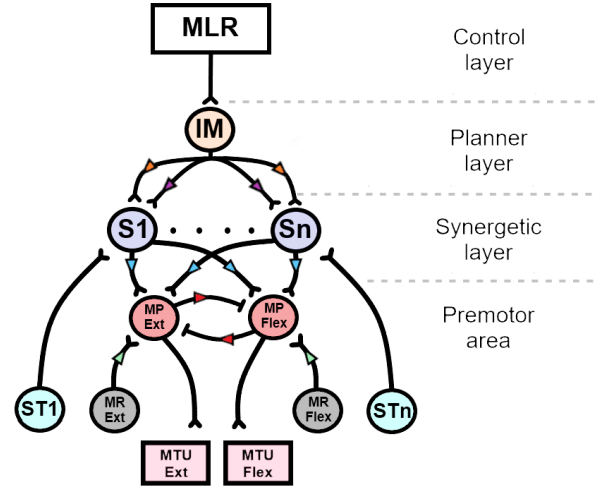 MLR
Control
layer
IM
Planner
layer
S1
Sn
Synergetic
layer
MP
Ext
MP
Flex
Premotor
area
ST1
MR
Ext
MR
Flex
STn
MTU
Ext
MTU
Flex